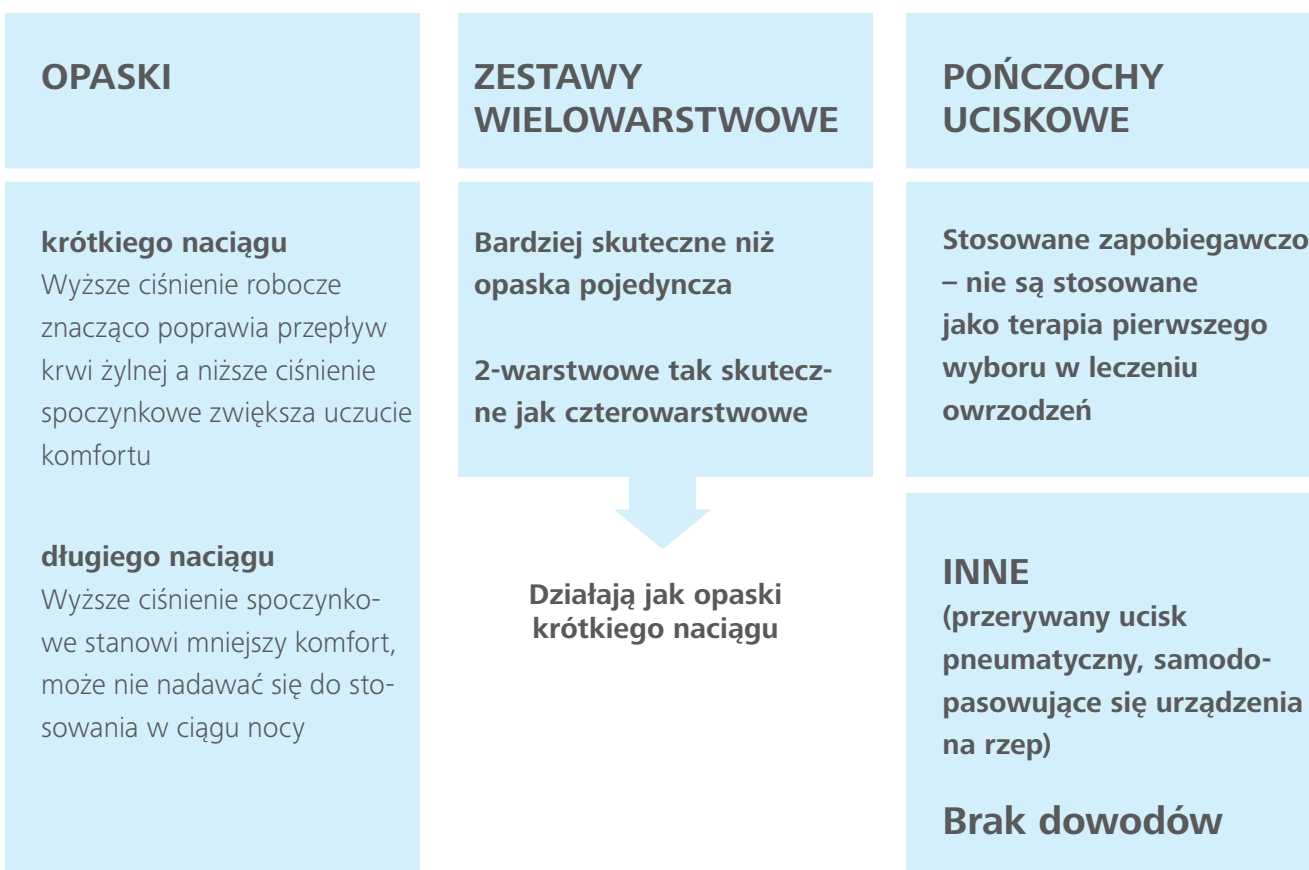 OPASKI
krótkiego naciągu
Wyższe ciśnienie robocze
znacząco poprawia przepływ
krwi żylnej a niższe ciśnienie
spoczynkowe zwiększa uczucie
komfortu
długiego naciągu
Wyższe ciśnienie spoczynko-
we stanowi mniejszy komfort,
może nie nadawać się do sto-
sowania w ciągu nocy
ZESTAWY
WIELOWARSTWOWE
Bardziej skuteczne niż
opaska pojedyncza
2-warstwowe tak skutecz-
ne jak czterowarstwowe
Działają jak opaski
krótkiego naciągu
POŃCZOCHY
UCISKOWE
Stosowane zapobiegawczo
– nie są stosowane
jako terapia pierwszego
wyboru w leczeniu
owrzodzeń
INNE
(przerywany ucisk
pneumatyczny, samodo-
pasowujące się urządzenia
na rzep)
Brak dowodów